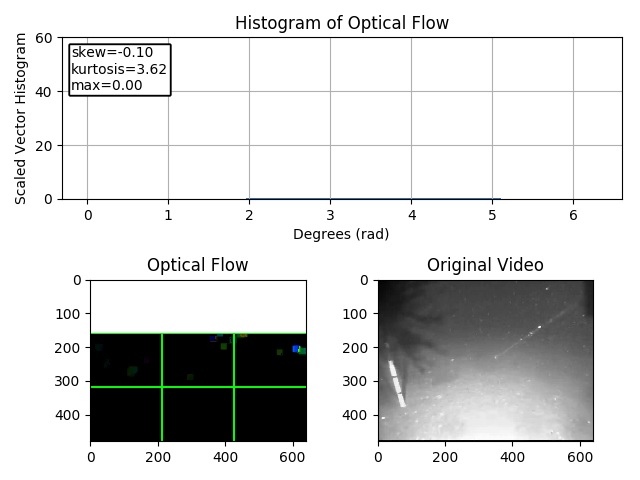 Histogram of Optical Flow
Scaled Vector Histogram
60
40
20
0
skew=-0.10
kurtosis=3.62
max=0.00
0 1 2 3 4 5 6
Degrees (rad)
Optical Flow
0
100
200
300
400
0 200 400 600
Original Video
0
100
200
300
400
0 200 400 600